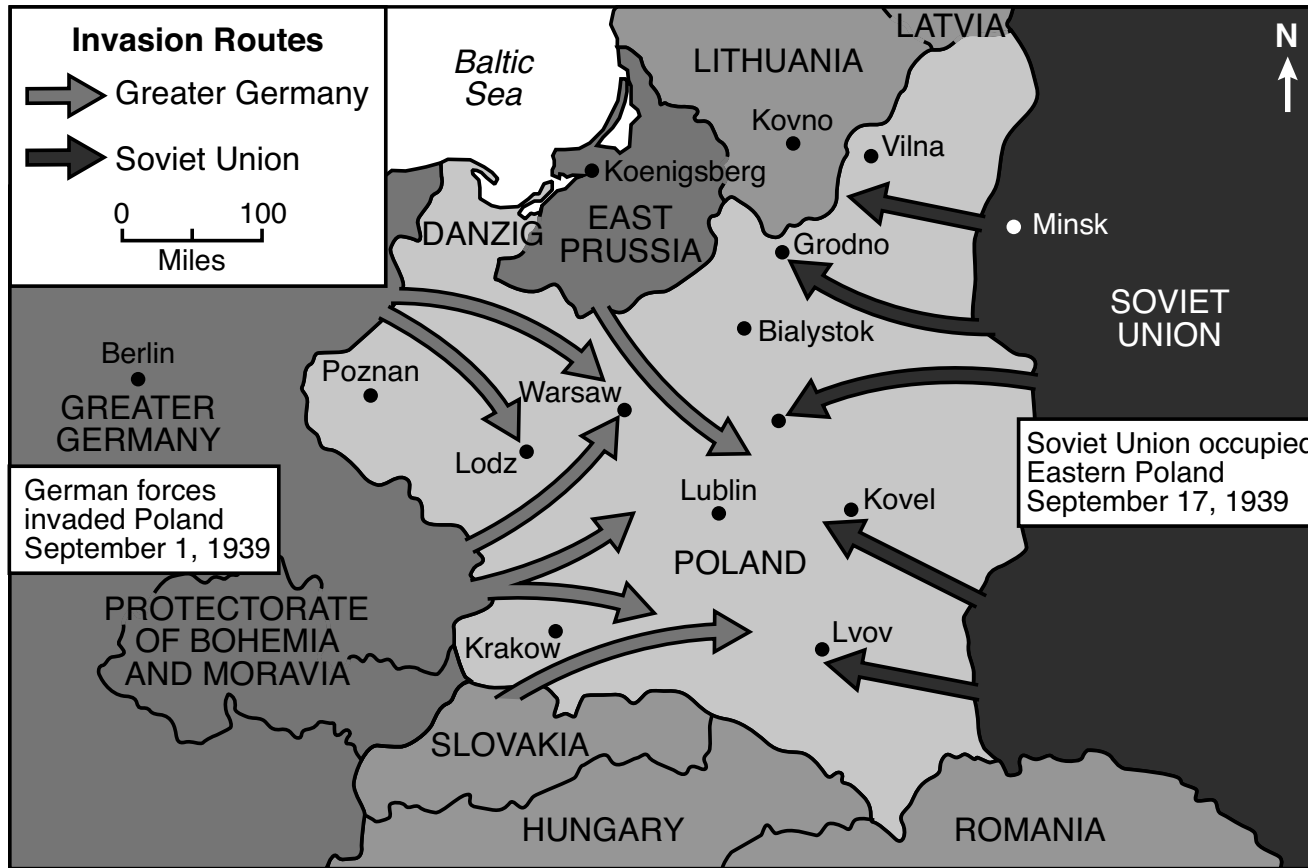 Invasion Routes
Greater Germany
Soviet Union
0 100
Miles
N
Baltic
Sea
LATVIA
LITHUANIA
Kovno
Vilna
Koenigsberg
Minsk
DANZIG
EAST
PRUSSIA
Grodno
SOVIET
UNION
Bialystok
Berlin
GREATER
GERMANY
Poznan
Warsaw
Lodz
German forces
invaded Poland
September 1, 1939
Soviet Union occupied
Eastern Poland
September 17, 1939
Lublin
Kovel
POLAND
PROTECTORATE
OF BOHEMIA
AND MORAVIA
Krakow
Lvov
SLOVAKIA
HUNGARY
ROMANIA